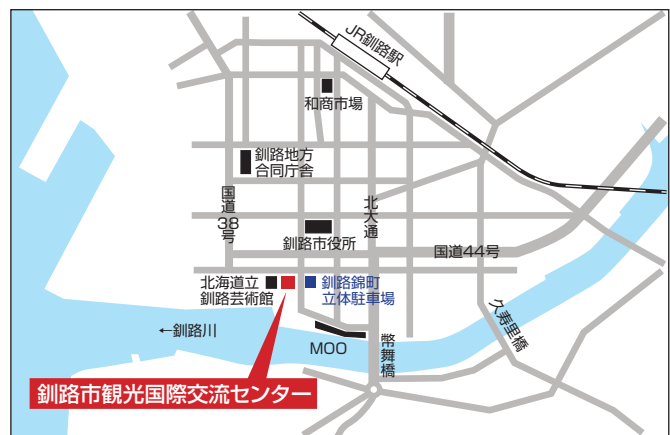 JR釧路駅
和商市場
釧路地方
合同庁舎
国道38号
北大通
釧路市役所
国道44号
北海道立
釧路芸術館
釧路錦町
立体駐車場
←釧路川
MOO
幣舞橋
久寿里橋
釧路市観光国際交流センター